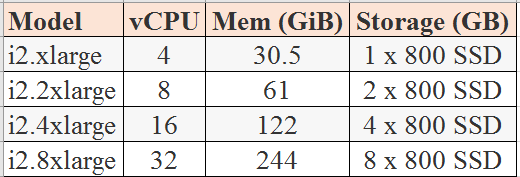 Model vCPU Mem (GiB) Storage (GB)
i2.xlarge 4 30.5 1 x 800 SSD
i2.2xlarge 8 61 2 x 800 SSD
i2.4xlarge 16 122 4 x 800 SSD
i2.8xlarge 32 244 8 x 800 SSD